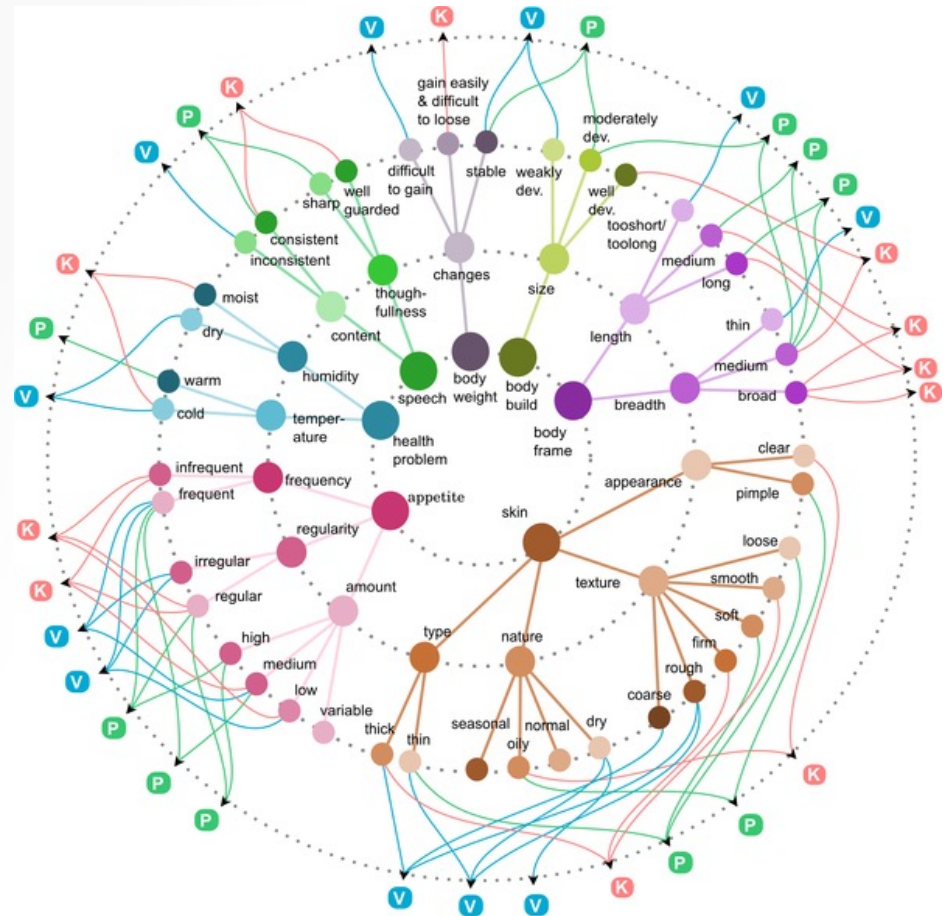 V
K
V
P
gain easily
& difficult
to loose
moderately
dev.
difficult
to gain
stable
weakly
dev.
well
dev.
K
P
V
V
P
P
P
V
K
sharp
well
guarded
consistent
inconsistent
changes
size
tooshort/
toolong
medium
long
though-
fullness
content
length
thin
medium
broad
K
P
V
moist
dry
warm
cold
humidity
temper-
ature
health
problem
speech
body
weight
body
build
body
frame
breadth
K
K
K
infrequent
frequent
frequency
appetite
regularity
irregular
regular
amount
high
medium
low
variable
skin
appearance
clear
pimple
texture
loose
smooth
soft
firm
rough
coarse
type
nature
thick
thin
seasonal
oily
normal
dry
K
K
V
V
P
P
P
V
V
V
K
P
P
K